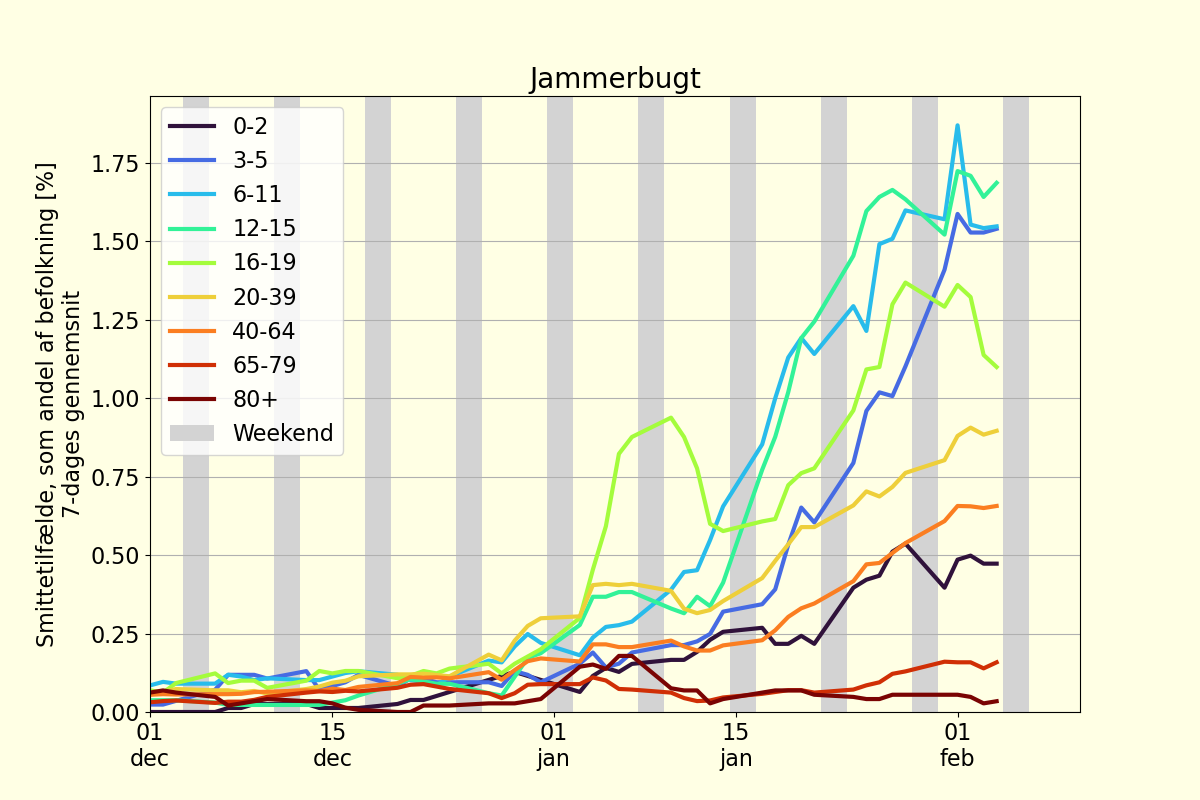 Jammerbugt
Smittetilfælde, som andel af befolkning [%]
7-dages gennemsnit
1.75
1.50
1.25
1.00
0.75
0.50
0.25
0.00
0-2
3-5
6-11
12-15
16-19
20-39
40-64
65-79
80+
Weekend
01 15 01 15 01
dec dec jan jan feb